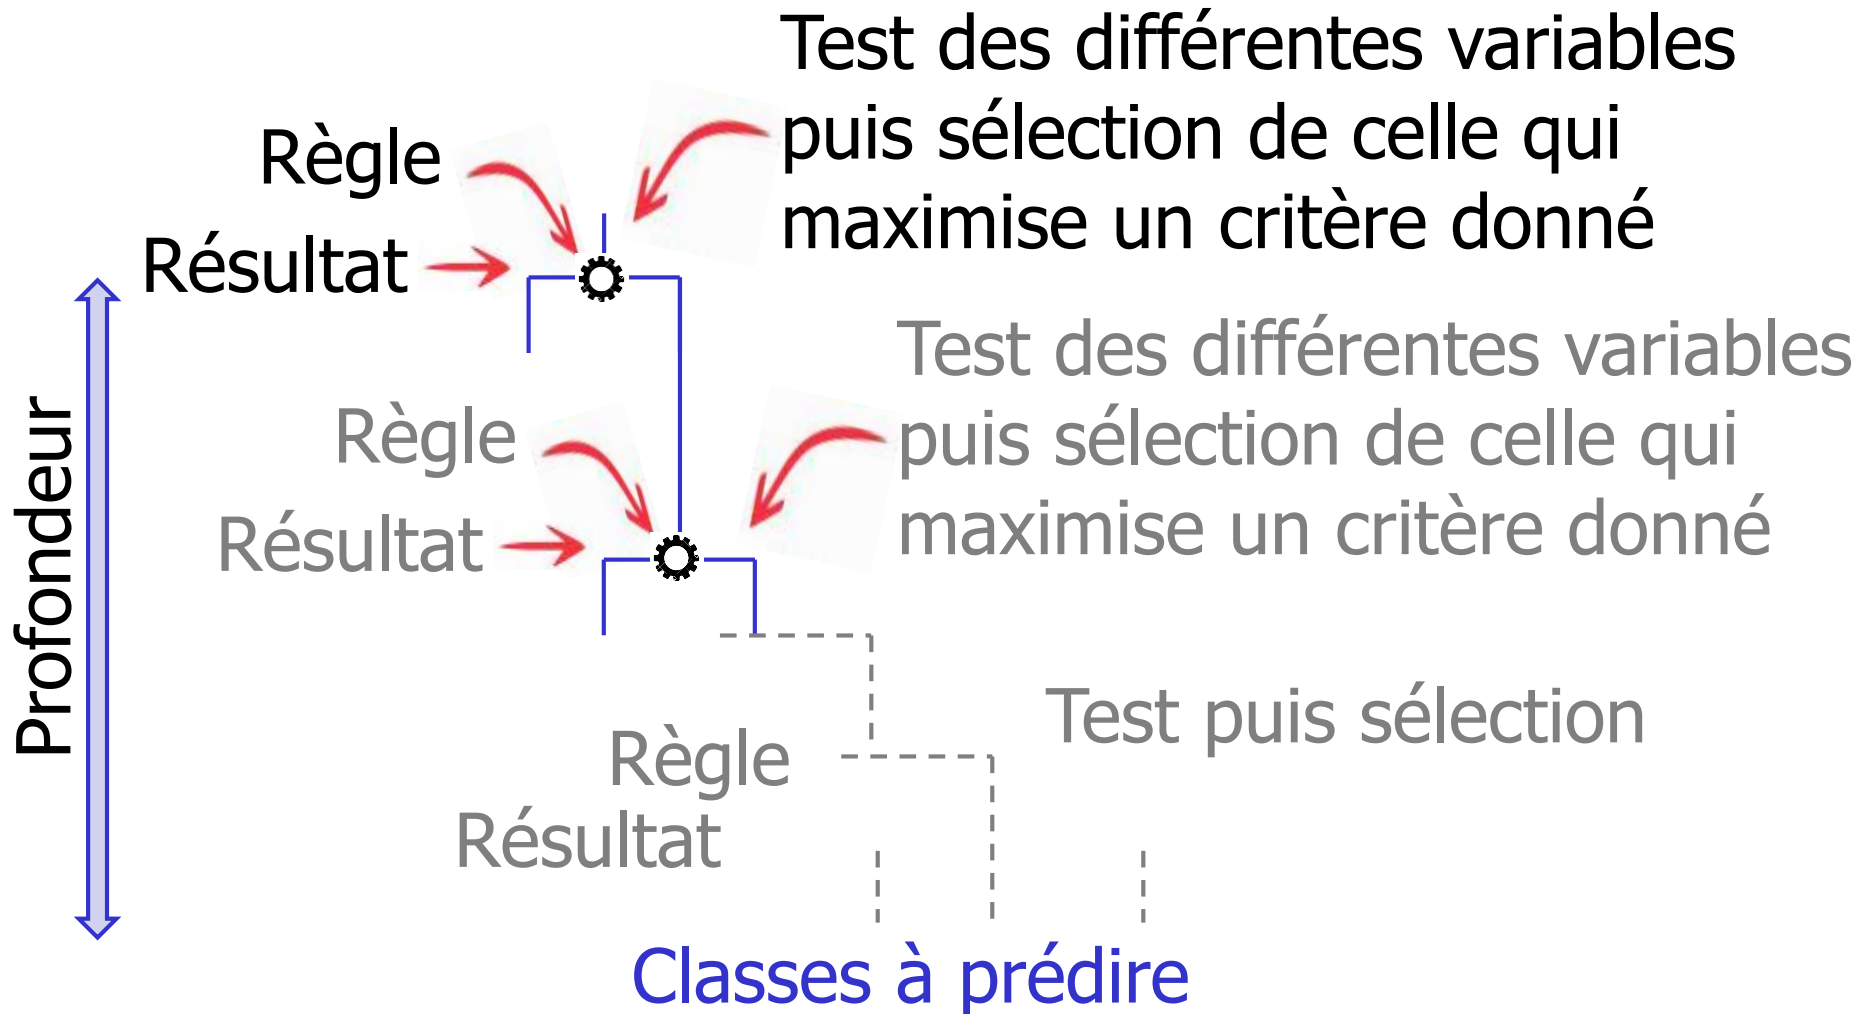 Test des différentes variables
puis sélection de celle qui
maximise un critère donné
Règle
Résultat
Test des différentes variables
puis sélection de celle qui
maximise un critère donné
Règle
Résultat
Profondeur
Test puis sélection
Règle
Résultat
Classes à prédire